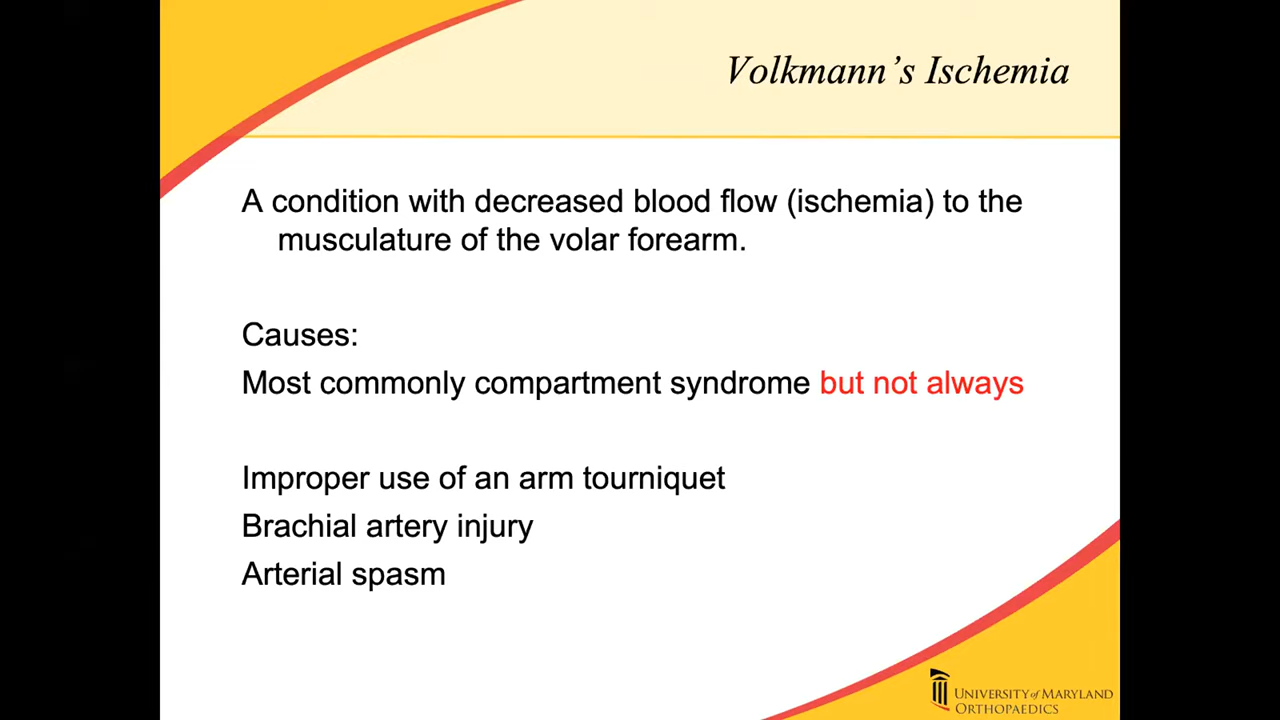 Volkmann’s Ischemia
A condition with decreased blood flow (ischemia) to the
musculature of the volar forearm.
Causes:
Most commonly compartment syndrome but not always
Improper use of an arm tourniquet
Brachial artery injury
Arterial spasm
UNIVERSITY of MARYLAND
ORTHOPAEDICS